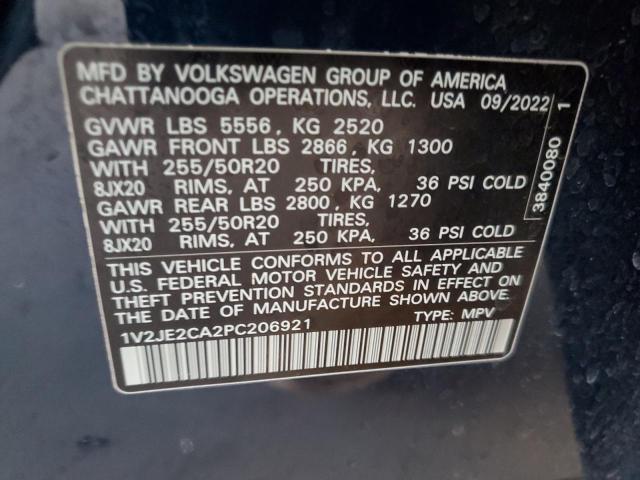 MFD BY VOLKSWAGEN GROUP OF AMERICA
CHATTANOOGA OPERATIONS, LLC. USA 09/2022
GVWR LBS 5556, KG 2520
GAWR FRONT LBS 2866, KG 1300
WITH 255/50R20 TIRES,
8JX20 RIMS, AT 250 KPA, 36 PSI COLD
GAWR REAR LBS 2800, KG 1270
WITH 255/50R20 TIRES,
8JX20 RIMS, AT 250 KPA, 36 PSI COLD
THIS VEHICLE CONFORMS TO ALL APPLICABLE
U.S. FEDERAL MOTOR VEHICLE SAFETY AND
THEFT PREVENTION STANDARDS IN EFFECT ON
THE DATE OF MANUFACTURE SHOWN ABOVE.
1V2JE2CA2PC206921 TYPE: MPV
3840080 1